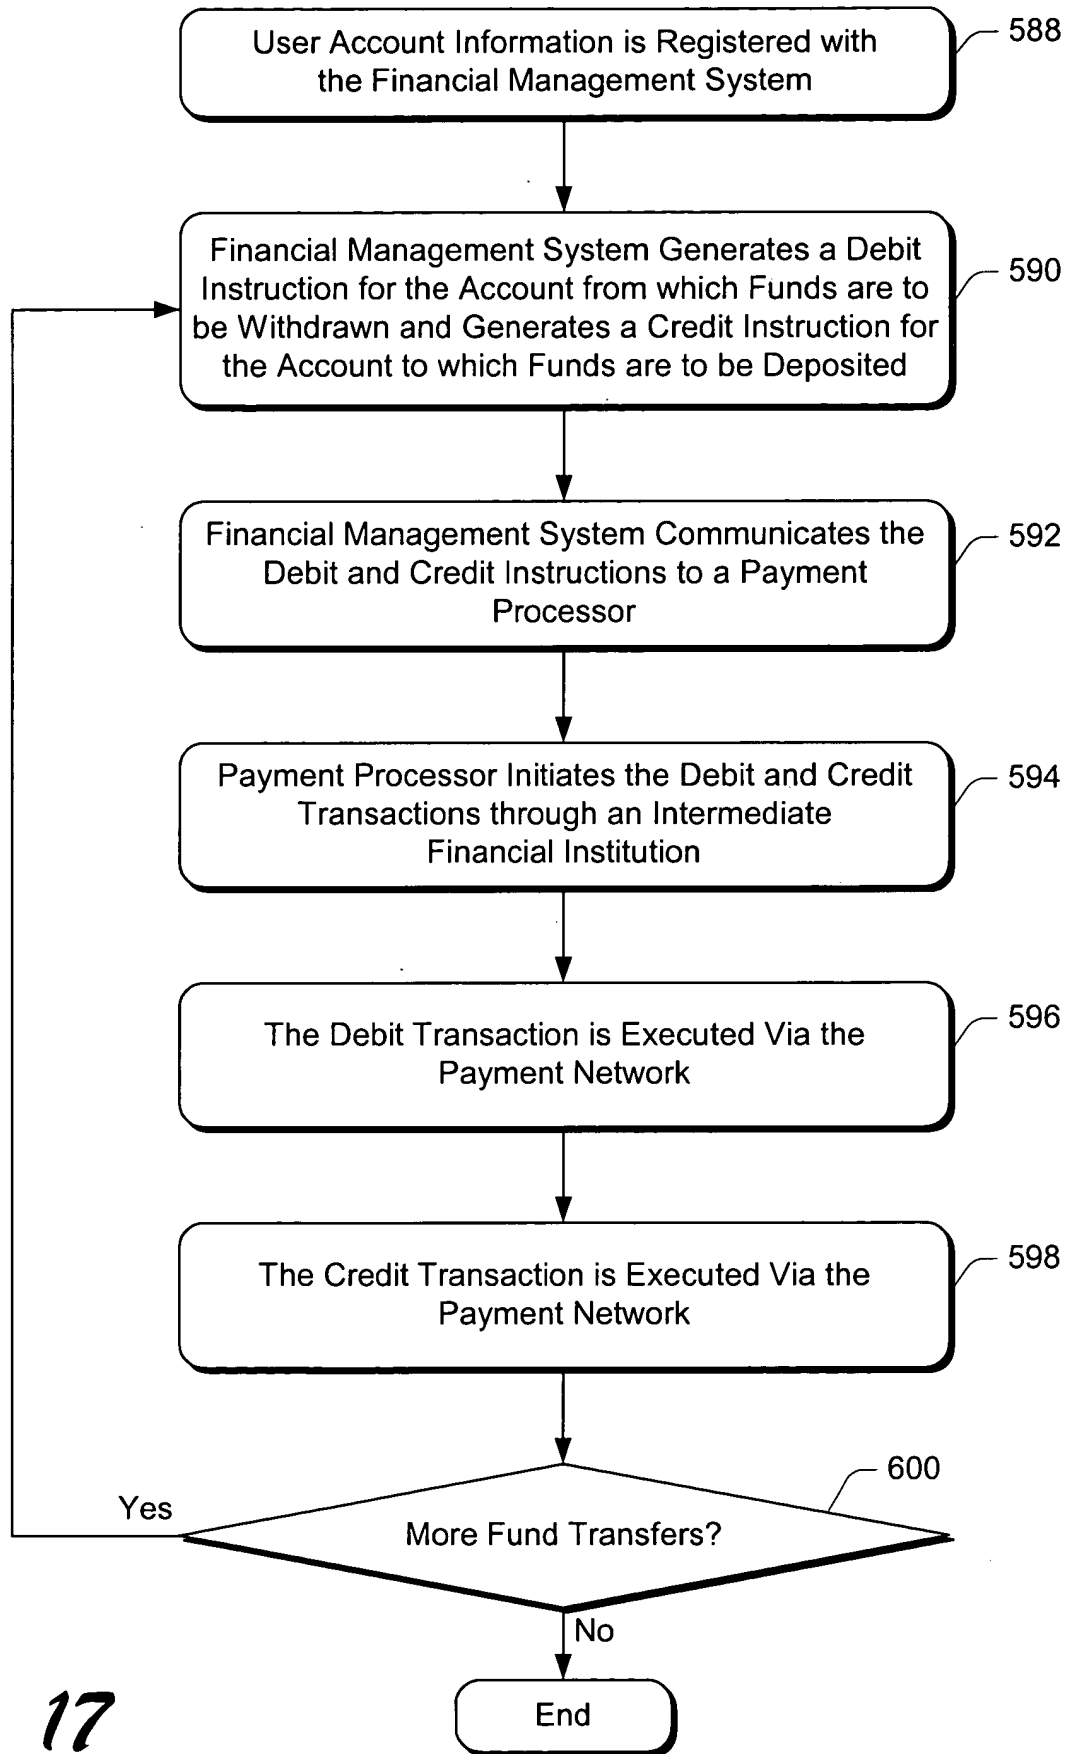 User Account Information is Registered with
the Financial Management System
588
Financial Management System Generates a Debit
Instruction for the Account from which Funds are to
be Withdrawn and Generates a Credit Instruction for
the Account to which Funds are to be Deposited
590
Financial Management System Communicates the
Debit and Credit Instructions to a Payment
Processor
592
Payment Processor Initiates the Debit and Credit
Transactions through an Intermediate
Financial Institution
594
The Debit Transaction is Executed Via the
Payment Network
596
The Credit Transaction is Executed Via the
Payment Network
598
600
Yes
More Fund Transfers?
No
End
17